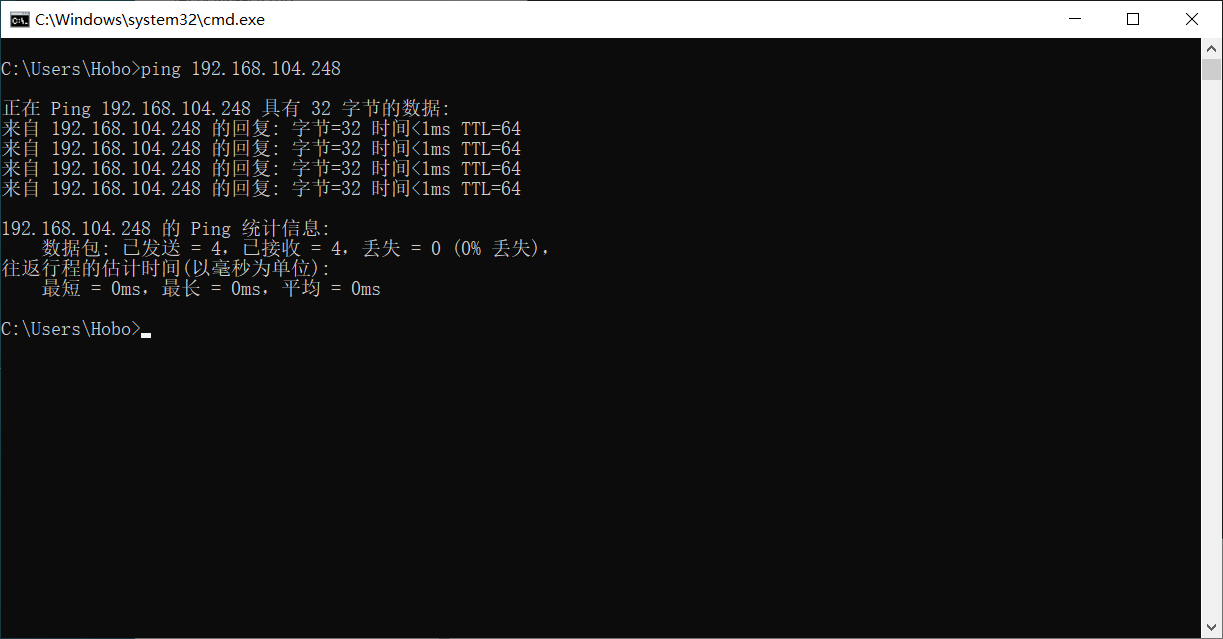 C:\Windows\system32\cmd.exe
C:\Users\Hobo>ping 192.168.104.248
正在 Ping 192.168.104.248 具有 32 字节的数据:
来自 192.168.104.248 的回复: 字节=32 时间<1ms TTL=64
来自 192.168.104.248 的回复: 字节=32 时间<1ms TTL=64
来自 192.168.104.248 的回复: 字节=32 时间<1ms TTL=64
来自 192.168.104.248 的回复: 字节=32 时间<1ms TTL=64
192.168.104.248 的 Ping 统计信息:
数据包: 已发送 = 4，已接收 = 4，丢失 = 0 (0% 丢失)，
往返行程的估计时间(以毫秒为单位):
最短 = 0ms，最长 = 0ms，平均 = 0ms
C:\Users\Hobo>